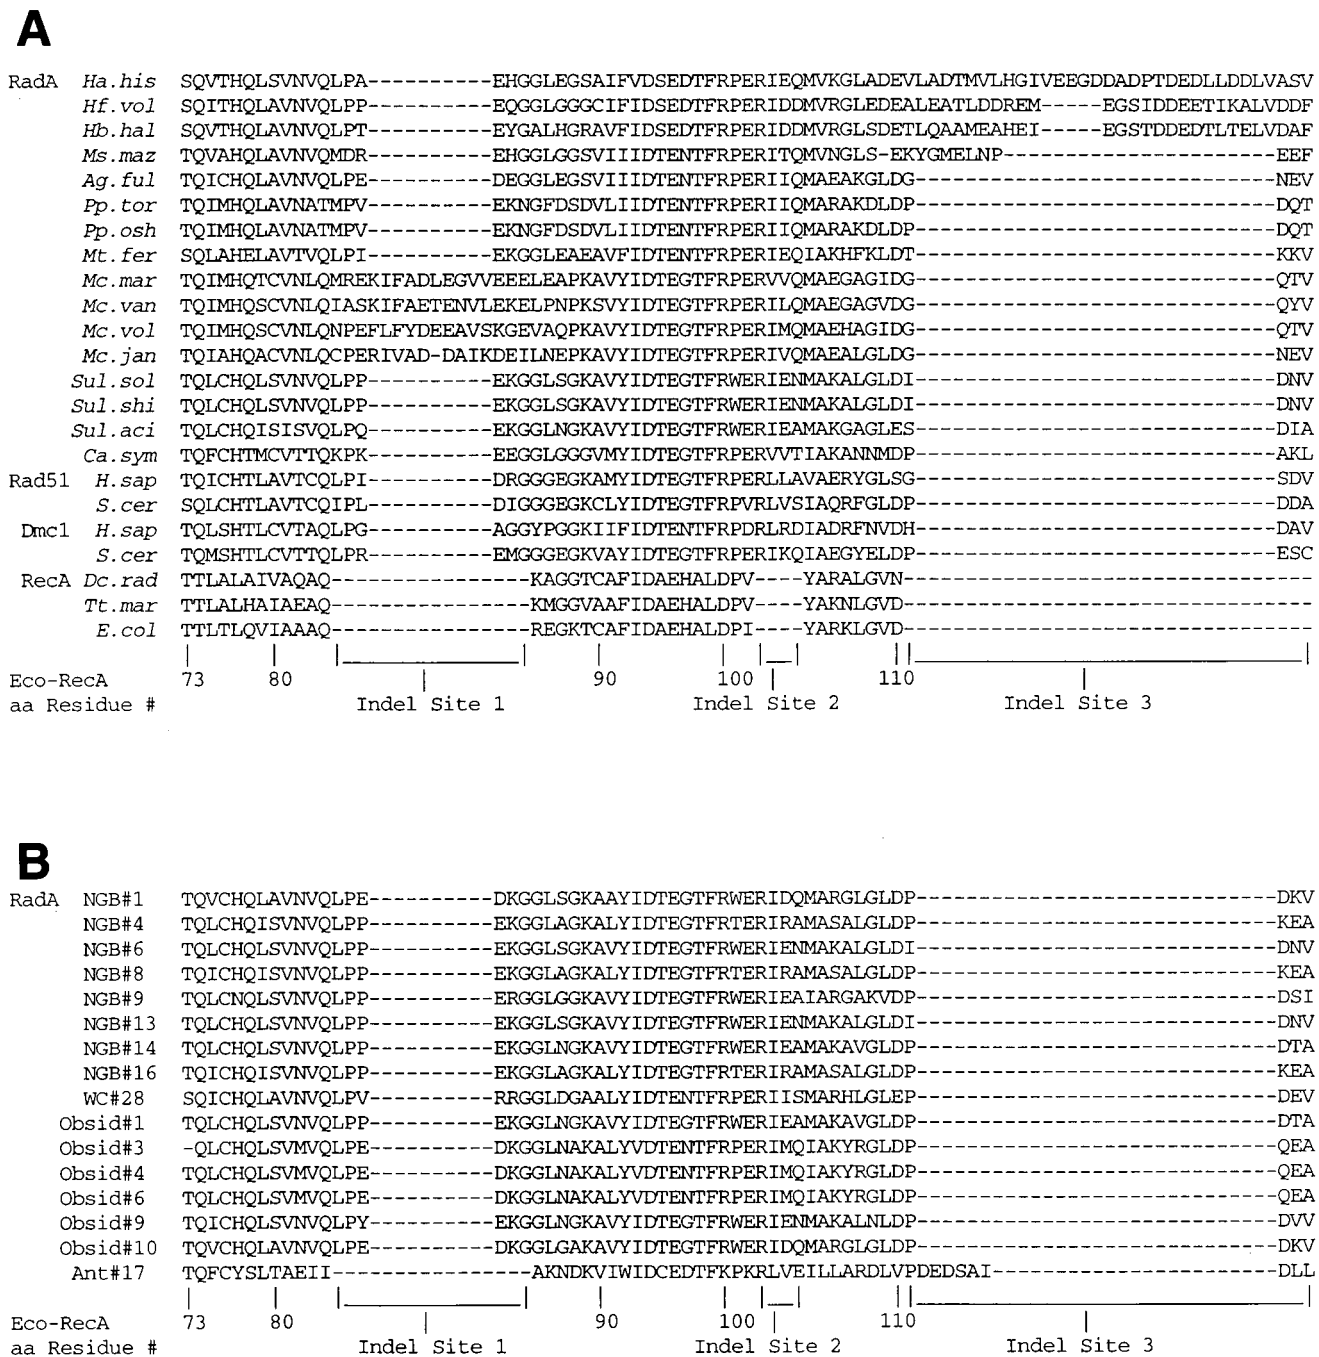 A
RadA Ha.his SQVTHQLSVNVQLPA----------EHGGLEGSAIFVDSEDTFRPERIEQMVKGLADEVLADTMVLHGIVEEGDDADPTDEDLLDDLVASV
Hf.vol SQITHQLAVNVQLPP----------EQGGLGGGCIFIDSEDTFRPERIDDMVRGLEDEALEATLDDREM-----EGSIDDEETIKALVDDF
Hb.hal SQVTHQLAVNVQLPT----------EYGALHGRAVFIDSEDTFRPERIDDMVRGLSDETLQAAMEAHEI-----EGSTDDEDTLTELVDAF
Ms.maz TQVAHQLAVNVQMDR----------EHGGLGGSVIIIDTENTFRPERITQMVNGLS-EKYGMELNP----------------------EEF
Ag.ful TQICHQLAVNVQLPE----------DEGGLEGSVIIIDTENTFRPERIIQMAEAKGLDG-----------------------------NEV
Pp.tor TQIMHQLAVNATMPV----------EKNGFDSDVLIIDTENTFRPERIIQMARAKDLDP-----------------------------DQT
Pp.osh TQIMHQLAVNATMPV----------EKNGFDSDVLIIDTENTFRPERIIQMARAKDLDP-----------------------------DQT
Mt.fer SQLAHELAVTVQLPI----------EKGGLEAEAVFIDTENTFRPERIEQIAKHFKLDT-----------------------------KKV
Mc.mar TQIMHQTCVNLQMREKIFADLEGVVEEELEAPKAVYIDTEGTFRPERVVQMAEGAGIDG-----------------------------QTV
Mc.van TQIMHQSCVNLQIASKIFAETENVLEKELPNPKSVYIDTEGTFRPERILQMAEGAGVDG-----------------------------QYV
Mc.vol TQIMHQSCVNLQNPEFLFYDEEAVSKGEVAQPKAVYIDTEGTFRPERIMQMAEHAGIDG-----------------------------QTV
Mc.jan TQIAHQACVNLQCPERIVAD-DAIKDEILNEPKAVYIDTEGTFRPERIVQMAEALGLDG-----------------------------NEV
Sul.sol TQLCHQLSVNVQLPP----------EKGGLSGKAVYIDTEGTFRWERIENMAKALGLDI-----------------------------DNV
Sul.shi TQLCHQLSVNVQLPP----------EKGGLSGKAVYIDTEGTFRWERIENMAKALGLDI-----------------------------DNV
Sul.aci TQLCHQISISVQLPQ----------EKGGLNGKAVYIDTEGTFRWERIEAMAKGAGLES-----------------------------DIA
Ca.sym TQFCHTMCVTTQKPK----------EEGGLGGGVMYIDTEGTFRPERVVTIAKANNMDP-----------------------------AKL
Rad51 H.sap TQICHTLAVTCQLPI----------DRGGGEGKAMYIDTEGTFRPERLLAVAERYGLSG-----------------------------SDV
S.cer SQLCHTLAVTCQIPL----------DIGGGEGKCLYIDTEGTFRPVRLVSIAQRFGLDP-----------------------------DDA
Dmc1 H.sap TQLSHTLCVTAQLPG----------AGGYPGGKIIFIDTENTFRPDRLRDIADRFNVDH-----------------------------DAV
S.cer TQMSHTLCVTTQLPR----------EMGGGEGKVAYIDTEGTFRPERIKQIAEGYELDP-----------------------------ESC
RecA Dc.rad TTLALAIVAQAQ----------------KAGGTCAFIDAEHALDPV----YARALGVN---------------------------------
Tt.mar TTLALHAIAEAQ----------------KMGGVAAFIDAEHALDPV----YAKNLGVD---------------------------------
E.col TTLTLQVIAAAQ----------------REGKTCAFIDAEHALDPI----YARKLGVD---------------------------------
Eco-RecA 73 80 90 100 110
aa Residue # Indel Site 1 Indel Site 2 Indel Site 3
B
RadA NGB#1 TQVCHQLAVNVQLPE----------DKGGLSGKAAYIDTEGTFRWERIDQMARGLGLDP-----------------------------DKV
NGB#4 TQLCHQISVNVQLPP----------EKGGLAGKALYIDTEGTFRTERIRAMASALGLDP-----------------------------KEA
NGB#6 TQLCHQLSVNVQLPP----------EKGGLSGKAVYIDTEGTFRWERIENMAKALGLDI-----------------------------DNV
NGB#8 TQICHQISVNVQLPP----------EKGGLAGKALYIDTEGTFRTERIRAMASALGLDP-----------------------------KEA
NGB#9 TQLCNQLSVNVQLPP----------ERGGLGGKAVYIDTEGTFRWERIEAIARGAKVDP-----------------------------DSI
NGB#13 TQLCHQLSVNVQLPP----------EKGGLSGKAVYIDTEGTFRWERIENMAKALGLDI-----------------------------DNV
NGB#14 TQLCHQLSVNVQLPP----------EKGGLNGKAVYIDTEGTFRWERIEAMAKAVGLDP-----------------------------DTA
NGB#16 TQICHQISVNVQLPP----------EKGGLAGKALYIDTEGTFRTERIRAMASALGLDP-----------------------------KEA
WC#28 SQICHQLAVNVQLPV----------RRGGLDGAALYIDTENTFRPERIISMARHLGLEP-----------------------------DEV
Obsid#1 TQLCHQLSVNVQLPP----------EKGGLNGKAVYIDTEGTFRWERIEAMAKAVGLDP-----------------------------DTA
Obsid#3 -QLCHQLSVMVQLPE----------DKGGLNAKALYVDTENTFRPERIMQIAKYRGLDP-----------------------------QEA
Obsid#4 TQLCHQLSVMVQLPE----------DKGGLNAKALYVDTENTFRPERIMQIAKYRGLDP-----------------------------QEA
Obsid#6 TQLCHQLSVMVQLPE----------DKGGLNAKALYVDTENTFRPERIMQIAKYRGLDP-----------------------------QEA
Obsid#9 TQICHQLSVNVQLPY----------EKGGLNGKAVYIDTEGTFRWERIENMAKALNLDP-----------------------------DVV
Obsid#10 TQVCHQLAVNVQLPE----------DKGGLGAKAVYIDTEGTFRWERIDQMARGLGLDP-----------------------------DKV
Ant#17 TQFCYSLTAEII----------------AKNDKVIWIDCEDTFKPKRLVEILLARDLVPDEDSAI-----------------------DLL
Eco-RecA 73 80 90 100 110
aa Residue # Indel Site 1 Indel Site 2 Indel Site 3